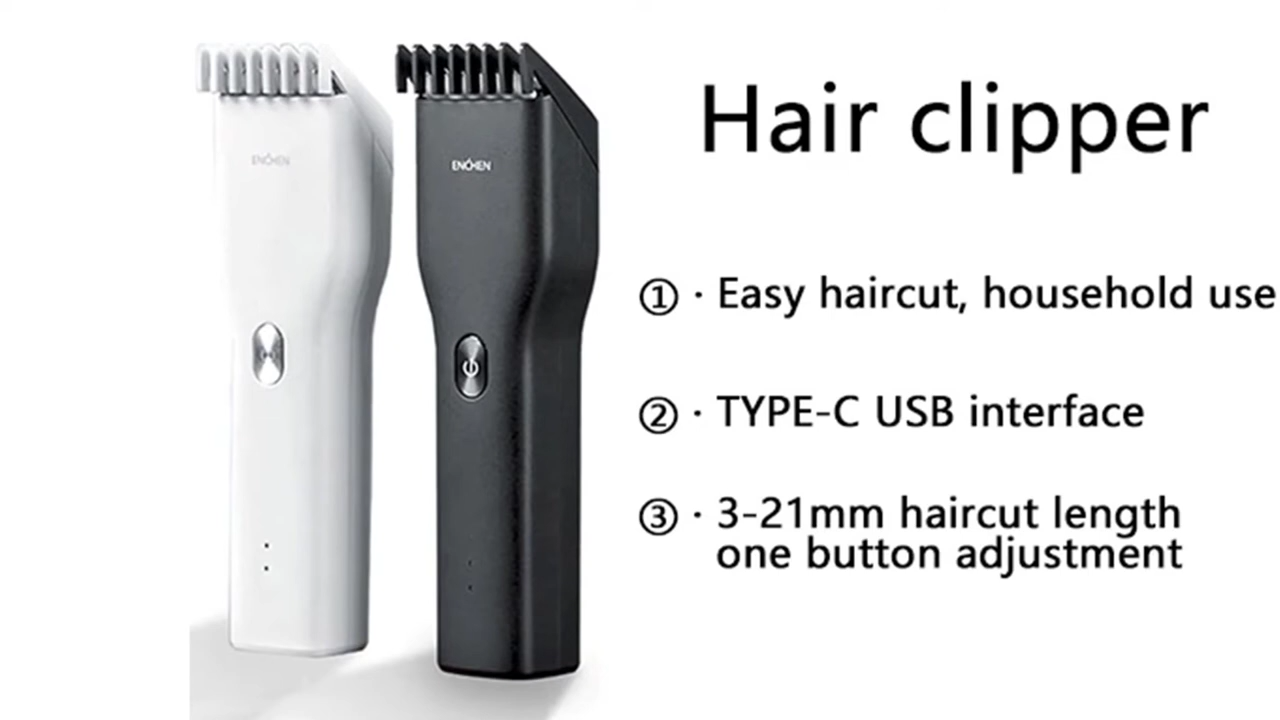 ENCHEN
ENCHEN
Hair clipper
① · Easy haircut, household use
② · TYPE-C USB interface
③ · 3-21mm haircut length
one button adjustment